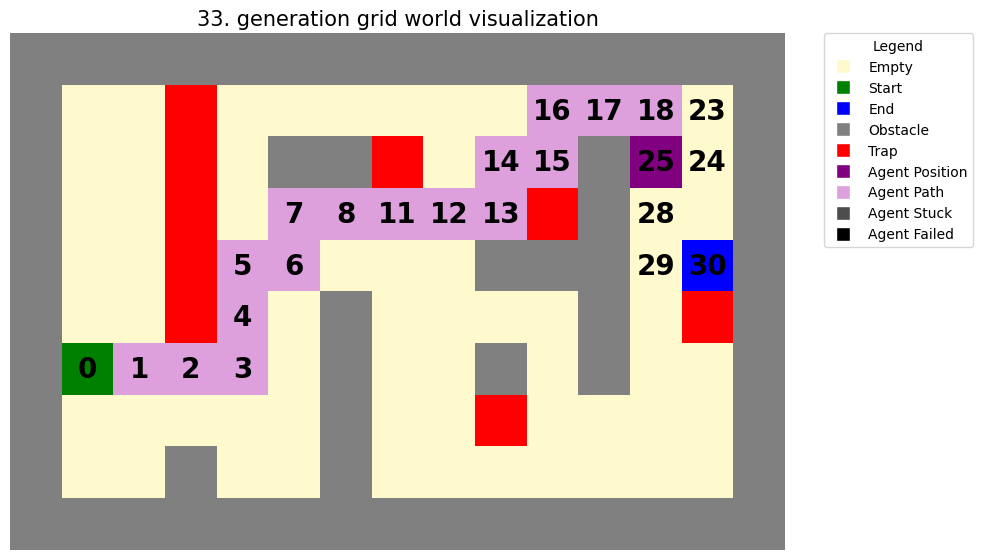 33. generation grid world visualization
Legend
Empty
Start
End
Obstacle
Trap
Agent Position
Agent Path
Agent Stuck
Agent Failed
16 17 18 23
14 15 25 24
7 8 11 12 13 28
5 6 29 30
4
0 1 2 3